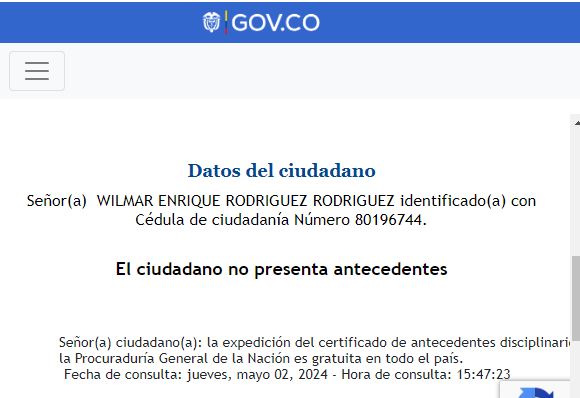 GOV.CO
Datos del ciudadano
Señor(a)  WILMAR ENRIQUE RODRIGUEZ RODRIGUEZ identificado(a) con
Cédula de ciudadanía Número 80196744.
El ciudadano no presenta antecedentes
Señor(a) ciudadano(a): la expedición del certificado de antecedentes disciplinario
la Procuraduría General de la Nación es gratuita en todo el país.
Fecha de consulta: jueves, mayo 02, 2024 - Hora de consulta: 15:47:23